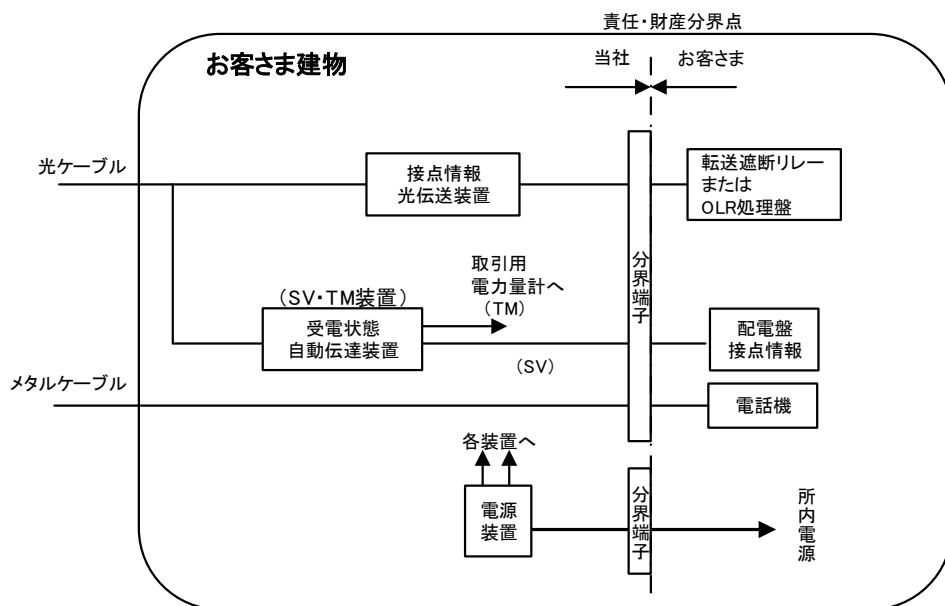 責任・財産分界点
お客さま建物
当社
お客さま
光ケーブル
接点情報
光伝送装置
転送遮断リレー
または
OLR処理盤
分界端子
取引用
電力量計へ
(TM)
(SV・TM装置)
受電状態
自動伝達装置
(SV)
配電盤
接点情報
メタルケーブル
電話機
各装置へ
電源
装置
分界端子
所内電源